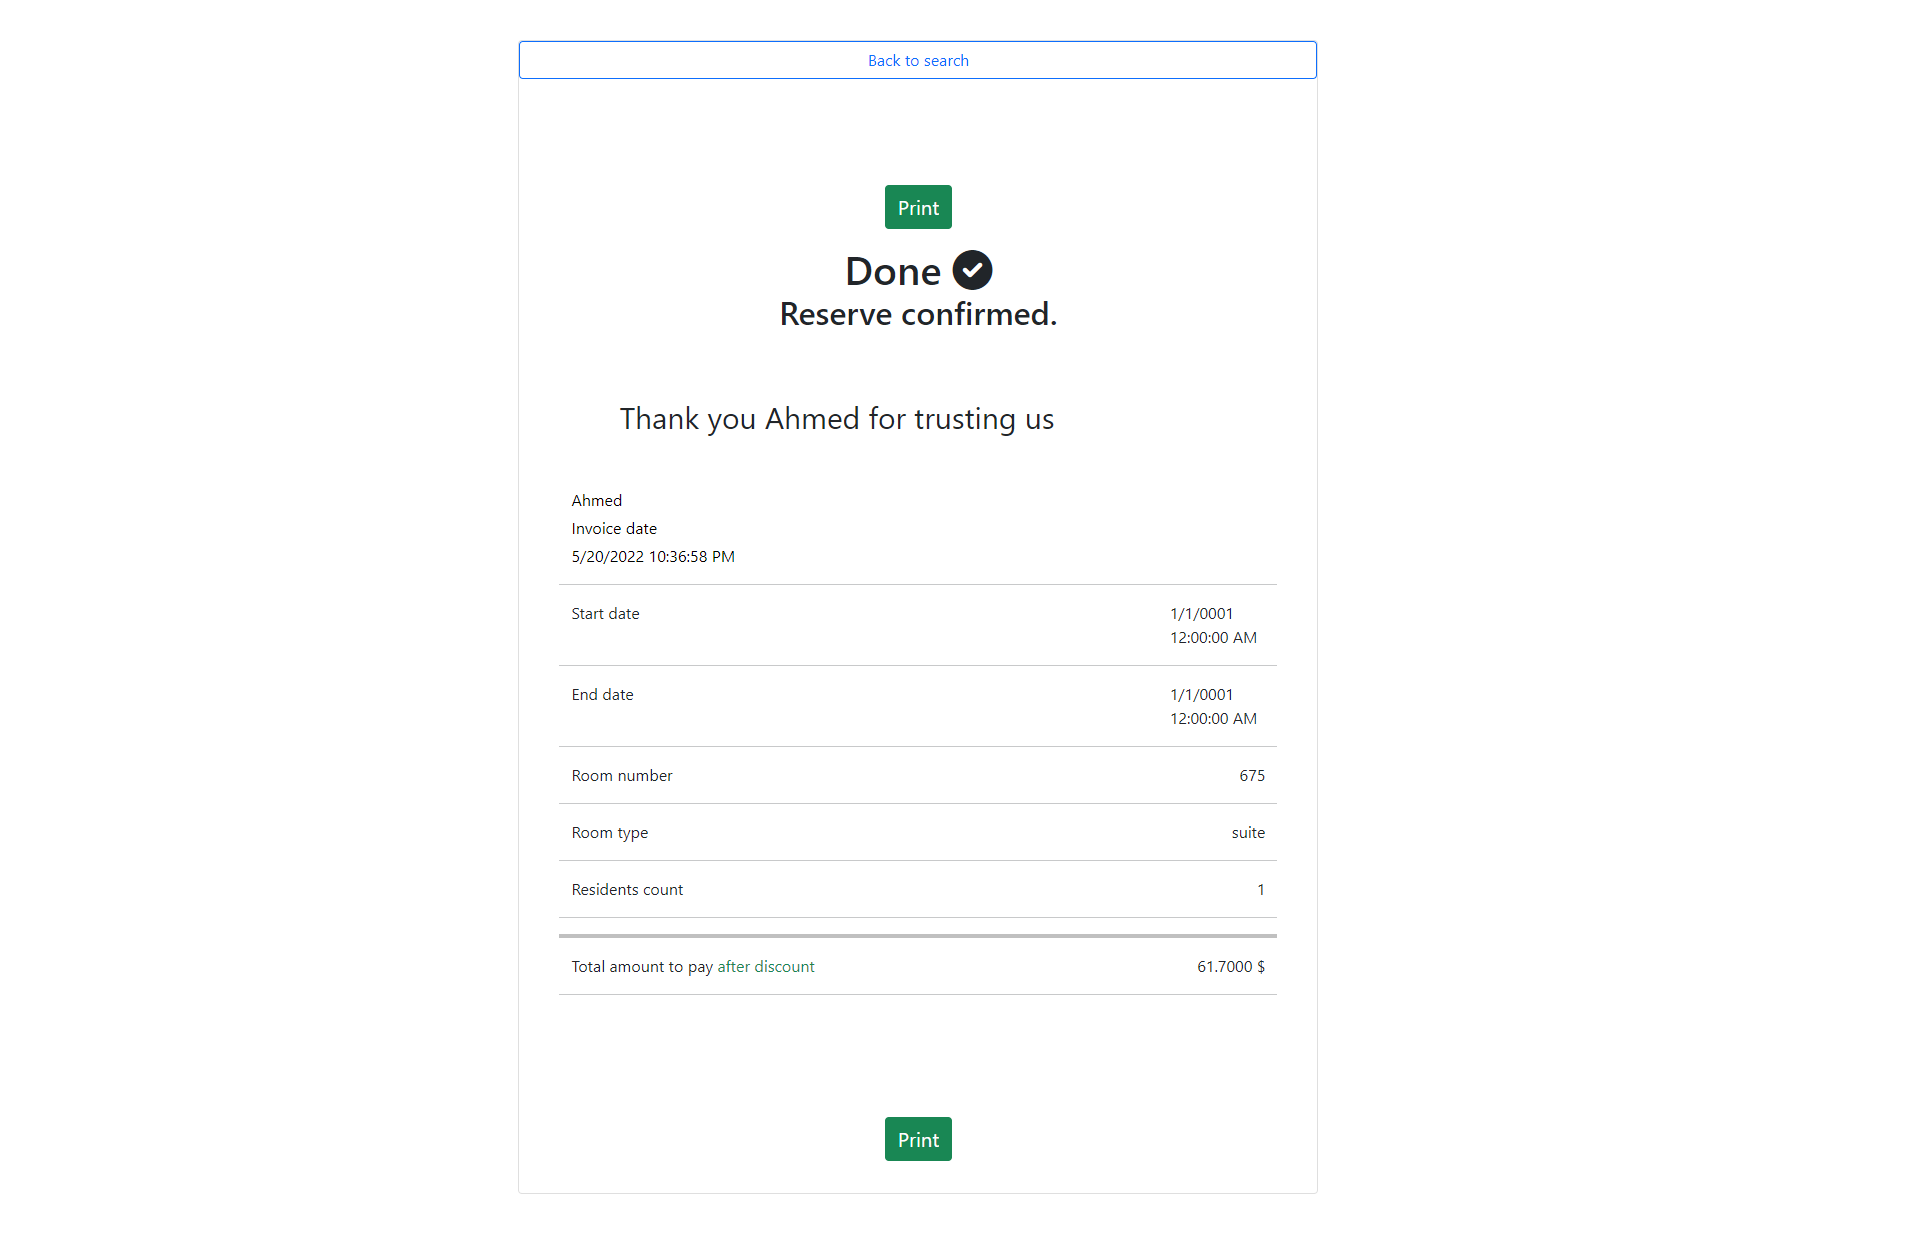 Back to search
Print
Done
Reserve confirmed.
Thank you Ahmed for trusting us
Ahmed
Invoice date
5/20/2022 10:36:58 PM
Start date 1/1/0001
12:00:00 AM
End date 1/1/0001
12:00:00 AM
Room number 675
Room type suite
Residents count 1
Total amount to pay after discount 61.7000 $
Print